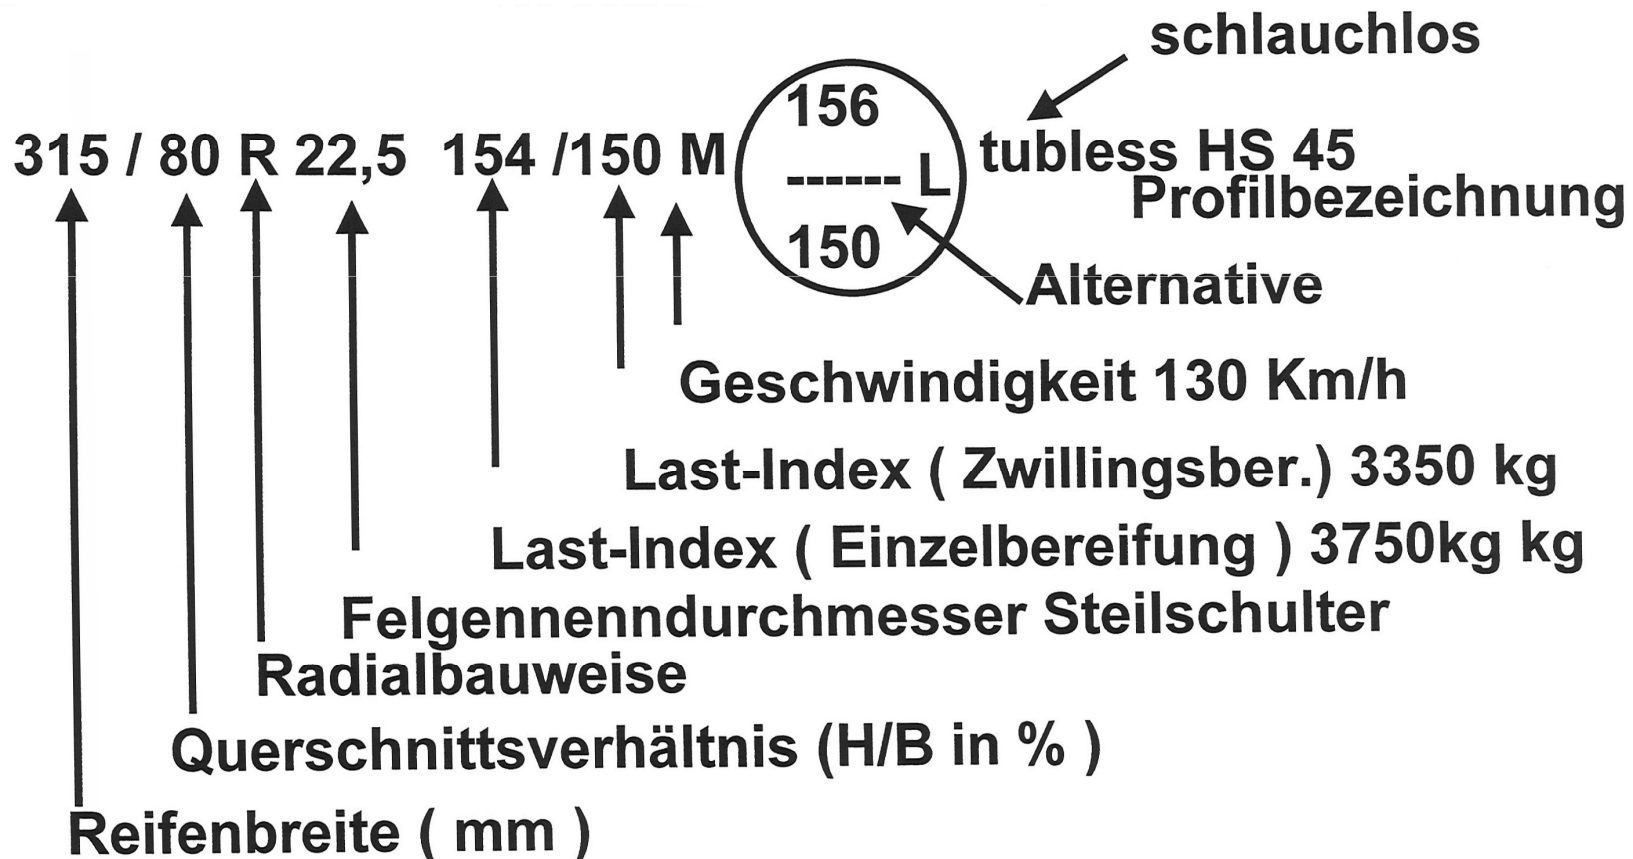 schlauchlos
315 / 80 R 22,5 154 /150 M
156
------ L
150
tubless HS 45
Profilbezeichnung
Alternative
Geschwindigkeit 130 Km/h
Last-Index ( Zwillingsber.) 3350 kg
Last-Index ( Einzelbereifung ) 3750kg kg
Felgennenndurchmesser Steilschulter
Radialbauweise
Querschnittsverhältnis (H/B in % )
Reifenbreite ( mm )